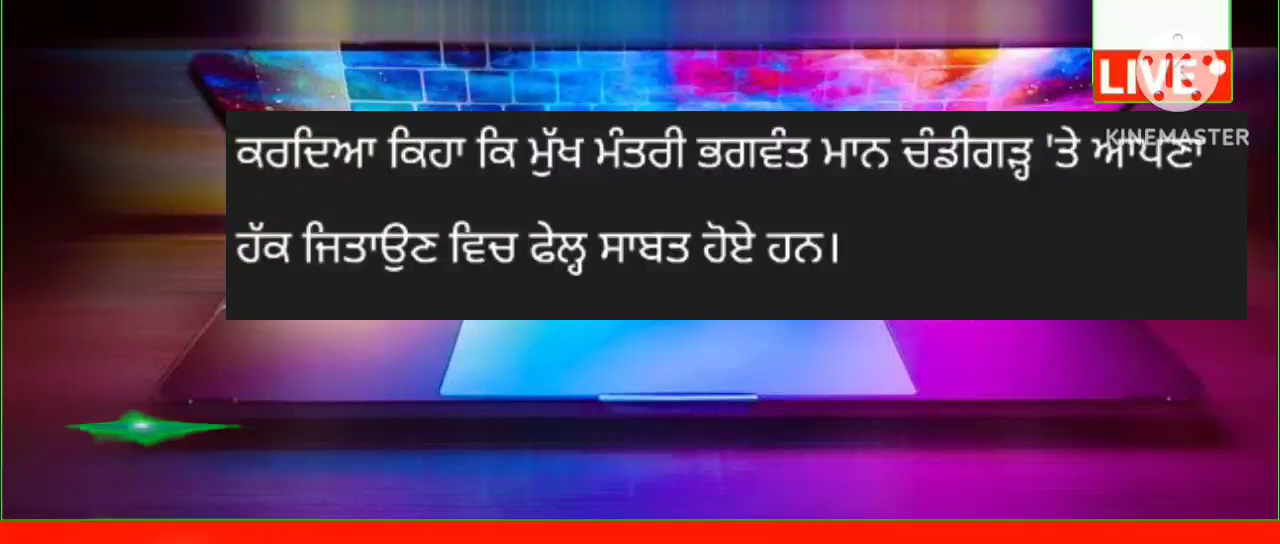 LIVE
KINEMASTER
ਕਰਦਿਆ ਕਿਹਾ ਕਿ ਮੁੱਖ ਮੰਤਰੀ ਭਗਵੰਤ ਮਾਨ ਚੰਡੀਗੜ੍ਹ 'ਤੇ ਆਪਣਾ
ਹੱਕ ਜਿਤਾਉਣ ਵਿਚ ਫੇਲ੍ਹ ਸਾਬਤ ਹੋਏ ਹਨ।